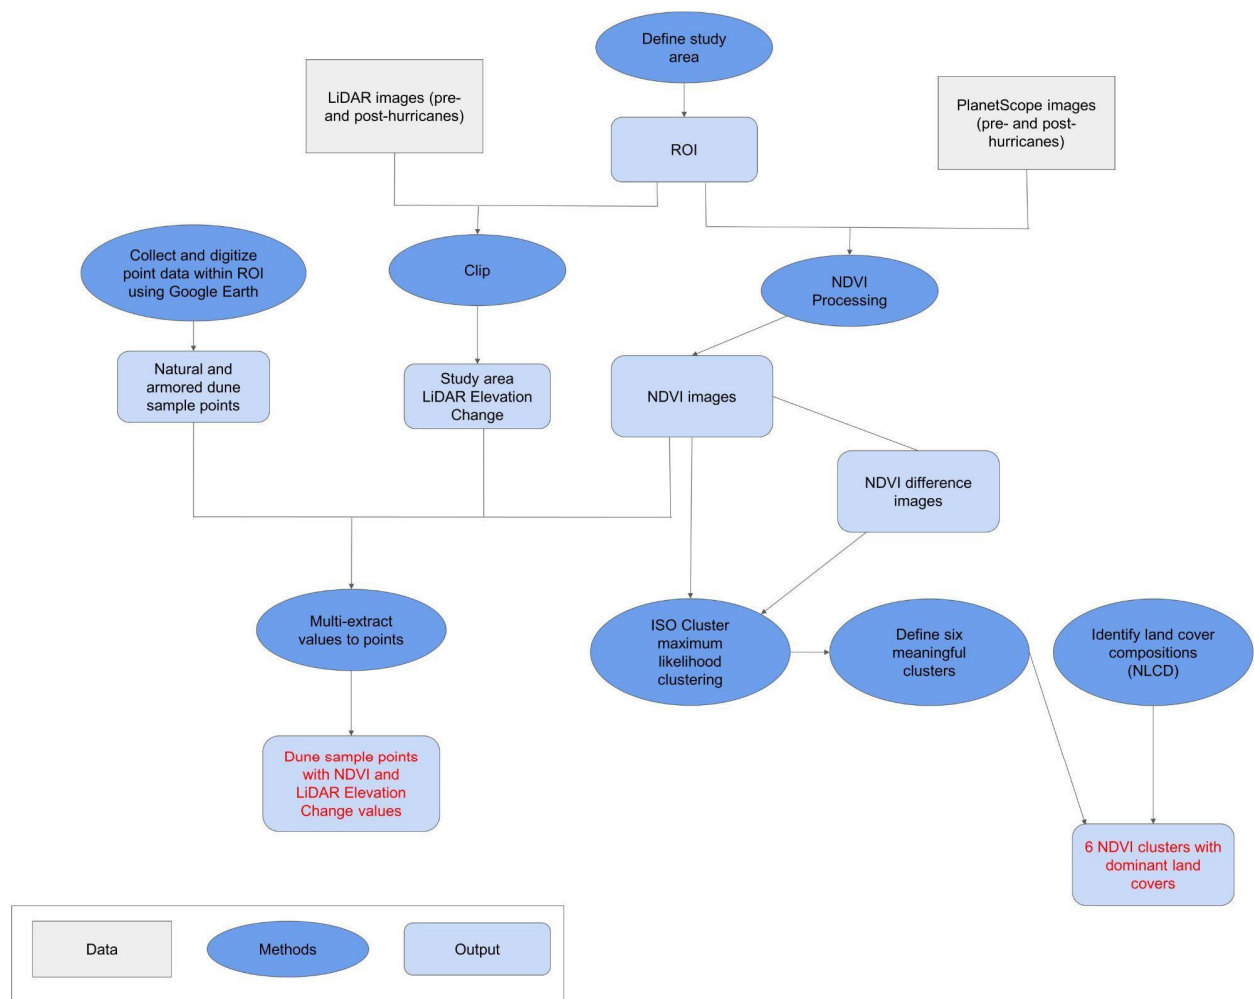 Define study
area
LiDAR images (pre-
and post-hurricanes)
PlanetScope images
(pre- and post-
hurricanes)
ROI
Collect and digitize
point data within ROI
using Google Earth
Clip
NDVI
Processing
Natural and
armored dune
sample points
Study area
LiDAR Elevation
Change
NDVI images
NDVI difference
images
Multi-extract
values to points
ISO Cluster
maximum
likelihood
clustering
Define six
meaningful
clusters
Identify land cover
compositions
(NLCD)
Dune sample points
with NDVI and
LiDAR Elevation
Change values
6 NDVI clusters with
dominant land
covers
Data
Methods
Output